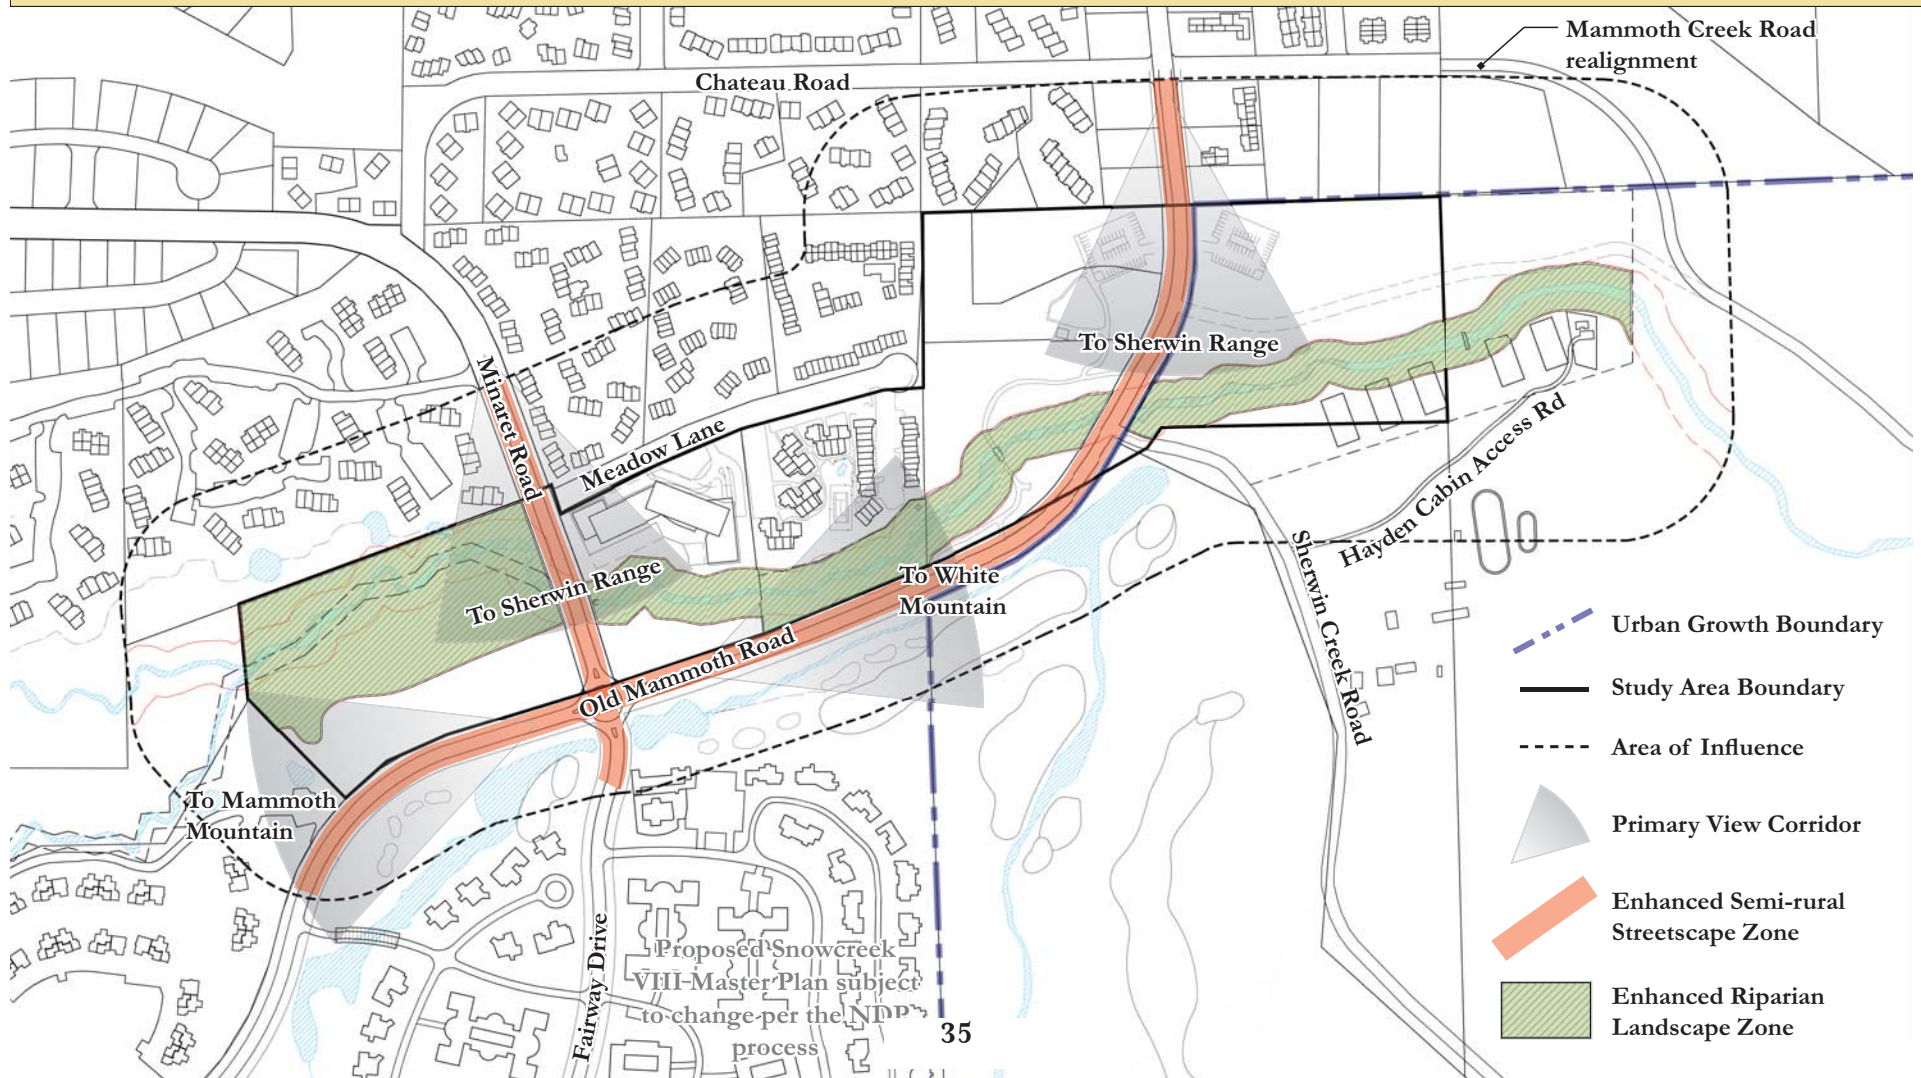 Mammoth Creek Road
realignment
Chateau Road
To Sherwin Range
Minaret Road
Meadow Lane
Hayden Cabin Access Rd
To Sherwin Range
To White
Mountain
Sherwin Creek Road
Old Mammoth Road
To Mammoth
Mountain
Fairway Drive
Proposed Snowcreek
VIII Master Plan subject
to change per the NDP
process
35
Urban Growth Boundary
Study Area Boundary
Area of Influence
Primary View Corridor
Enhanced Semi-rural
Streetscape Zone
Enhanced Riparian
Landscape Zone